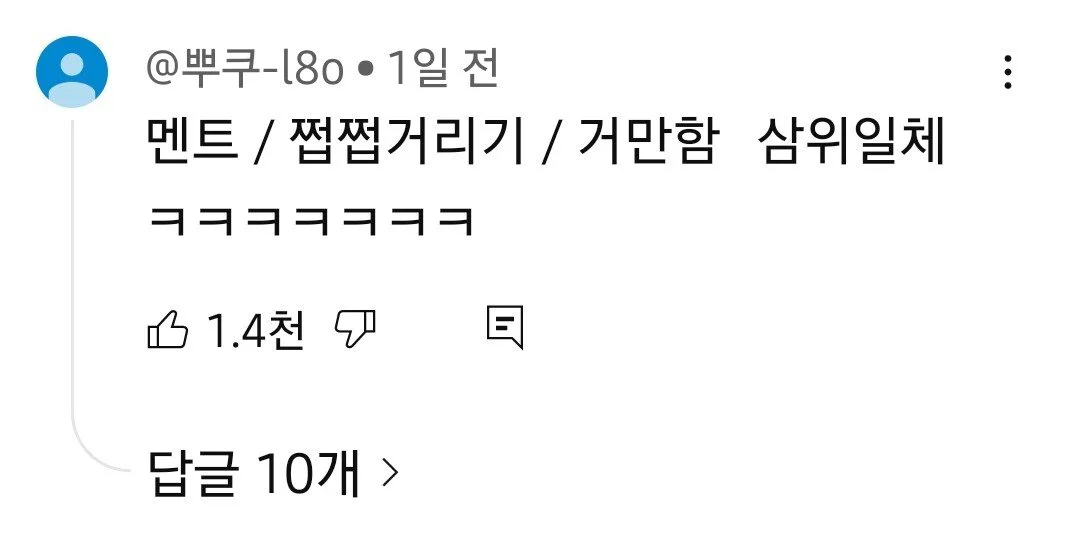 @뿌쿠-l8o • 1일 전
멘트 / 쩝쩝거리기 / 거만함 삼위일체
ㅋㅋㅋㅋㅋㅋㅋ
1.4천
답글 10개 >